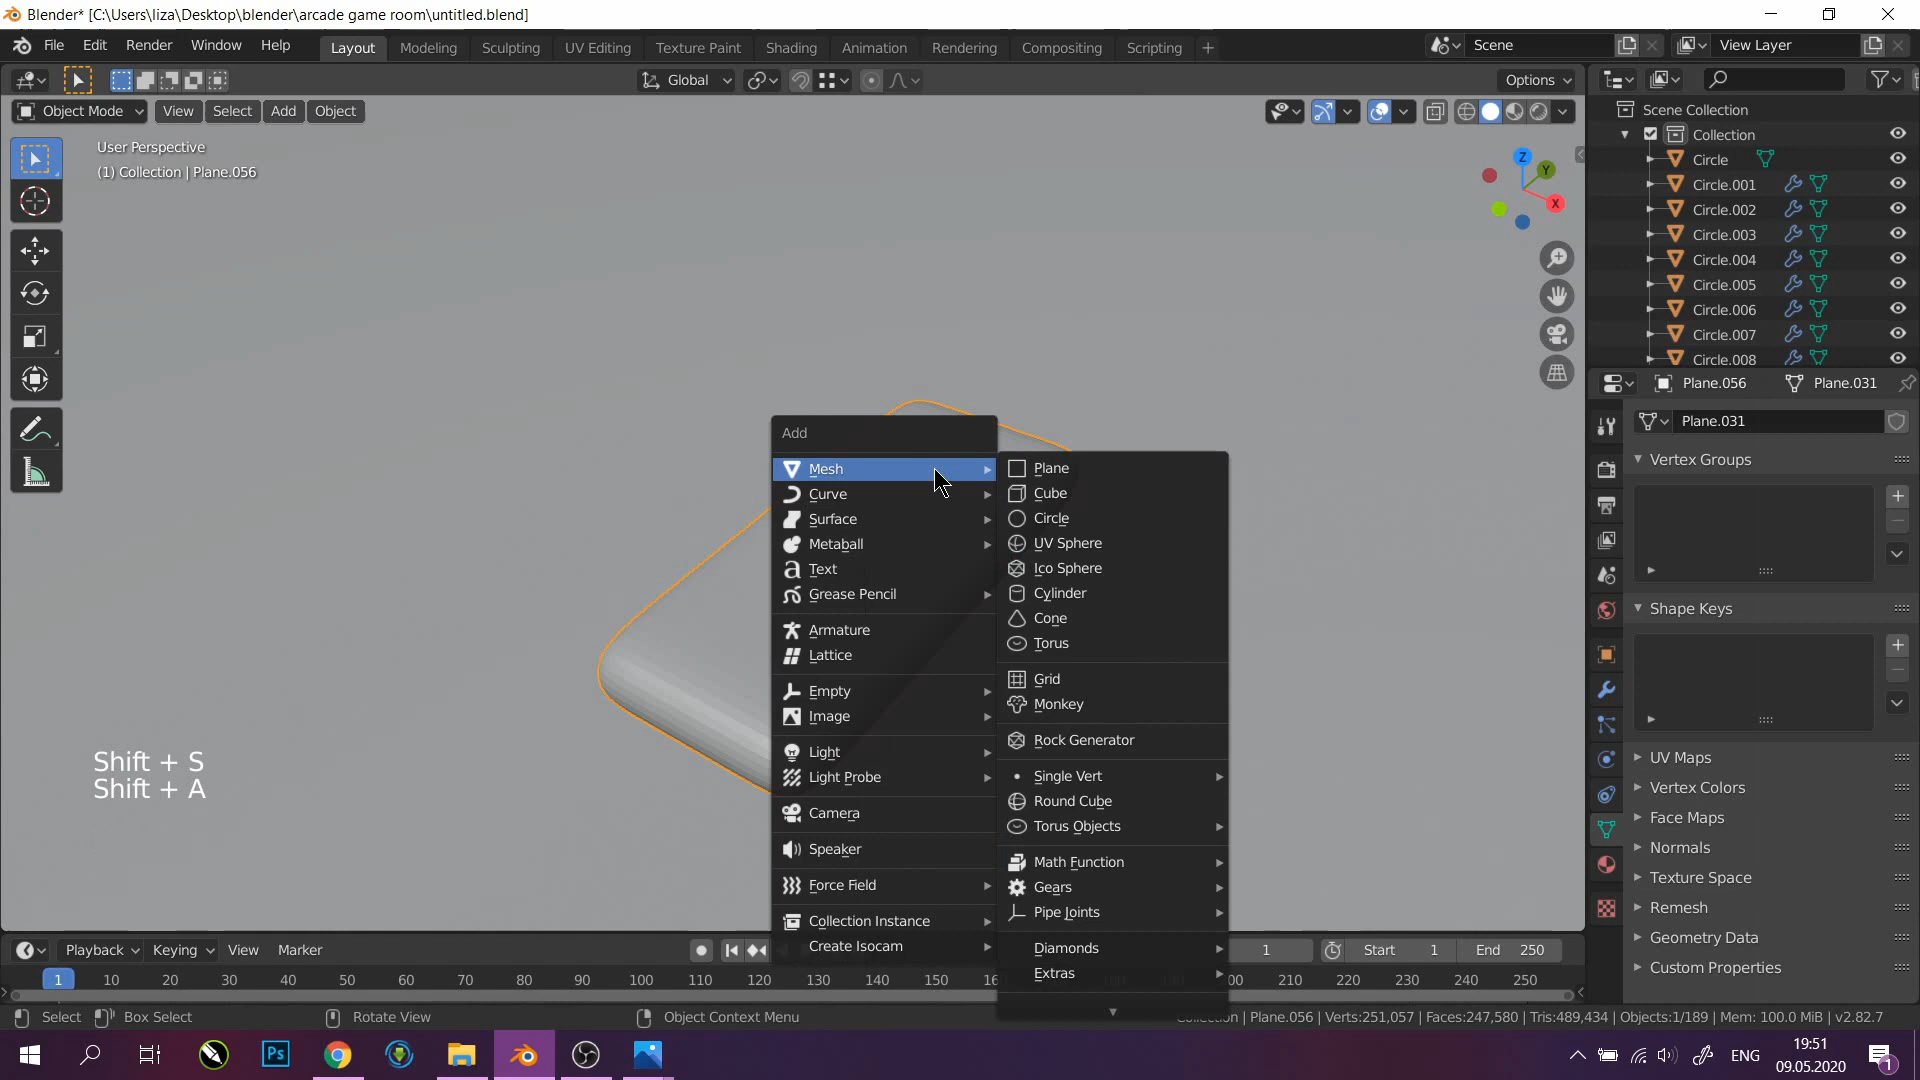 Blender* [C:\Users\liza\Desktop\blender\arcade game room\untitled.blend]
File Edit Render Window Help
Layout Modeling Sculpting UV Editing Texture Paint Shading Animation Rendering Compositing Scripting +
Scene
View Layer
Global
Options
Object Mode View Select Add Object
User Perspective
(1) Collection | Plane.056
Z
Y
X
Scene Collection
Collection
Circle
Circle.001
Circle.002
Circle.003
Circle.004
Circle.005
Circle.006
Circle.007
Circle.008
Plane.056 Plane.031
Plane.031
Vertex Groups
Shape Keys
UV Maps
Vertex Colors
Face Maps
Normals
Texture Space
Remesh
Geometry Data
Custom Properties
Add
Mesh
Curve
Surface
Metaball
Text
Grease Pencil
Armature
Lattice
Empty
Image
Light
Light Probe
Camera
Speaker
Force Field
Collection Instance
Create Isocam
Plane
Cube
Circle
UV Sphere
Ico Sphere
Cylinder
Cone
Torus
Grid
Monkey
Rock Generator
Single Vert
Round Cube
Torus Objects
Math Function
Gears
Pipe Joints
Diamonds
Extras
Shift + S
Shift + A
Playback Keying View Marker
1
Start 1
End 250
1 10 20 30 40 50 60 70 80 90 100 110 120 130 140 150 210 220 230 240 250
Select Box Select Rotate View Object Context Menu
| Plane.056 | Verts:251,057 | Faces:247,580 | Tris:489,434 | Objects:1/189 | Mem: 100.0 MiB | v2.82.7
Ps
ENG
19:51
09.05.2020
1